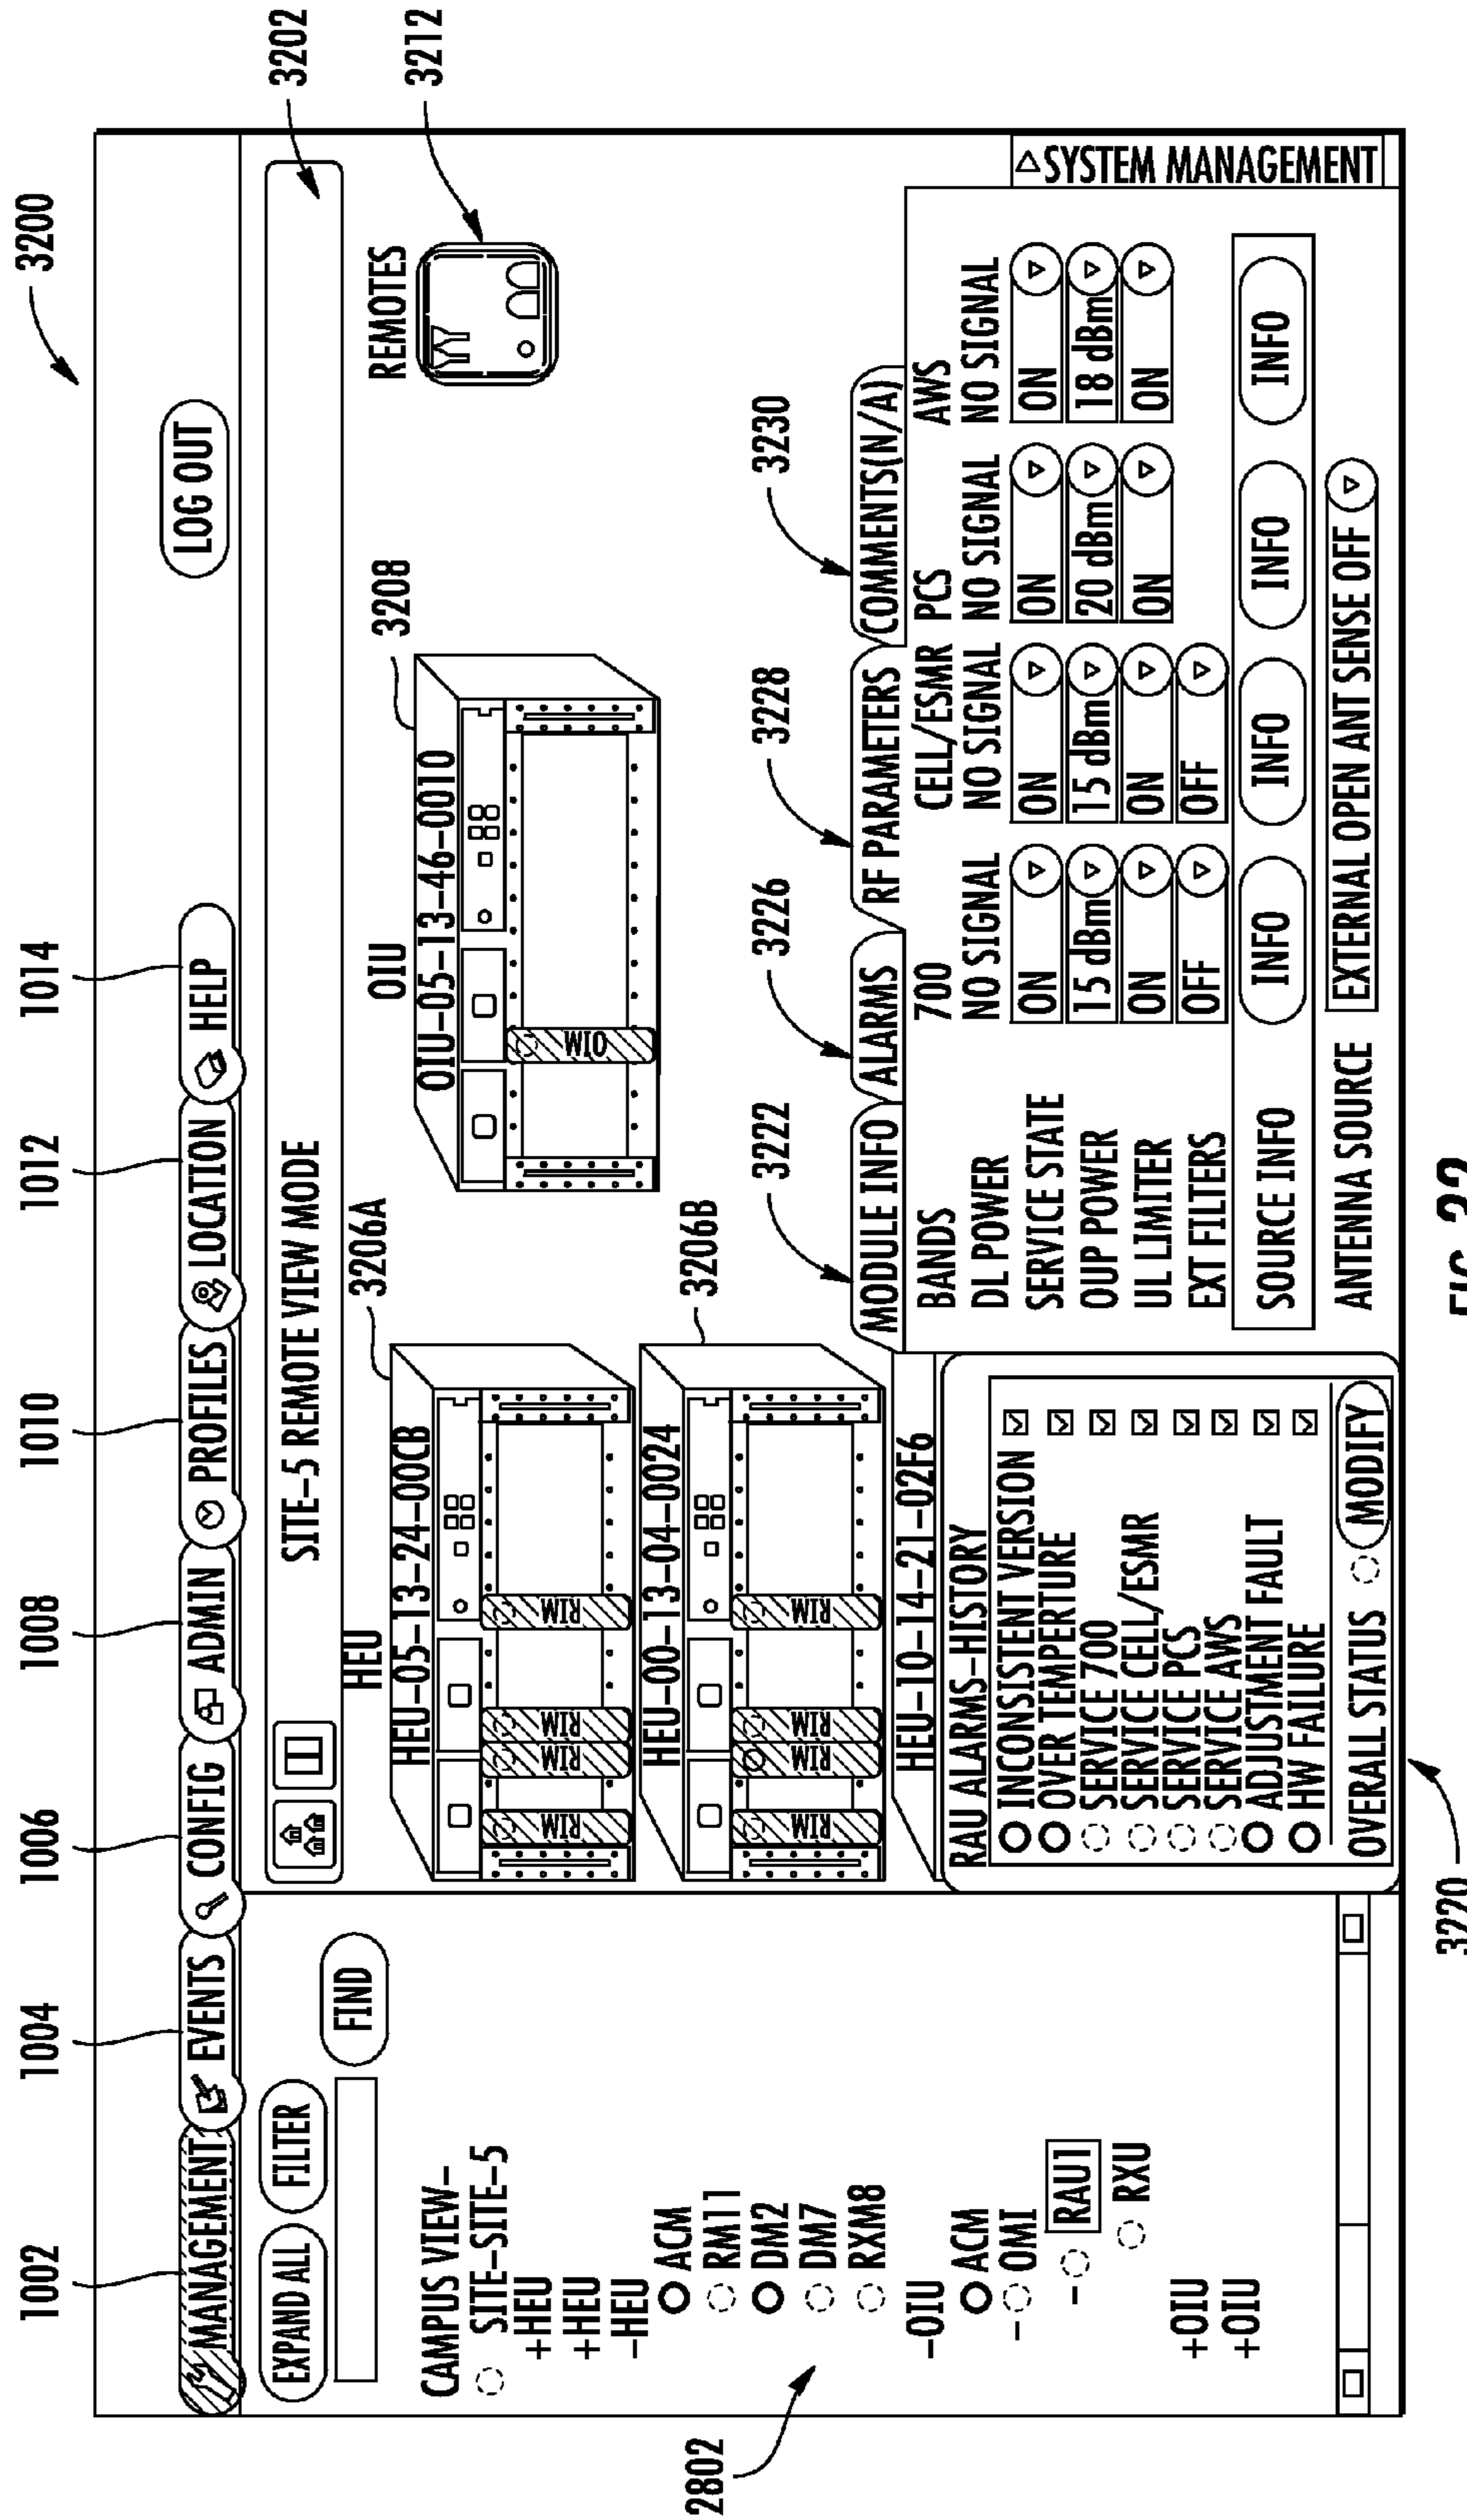 3200
1002 1004 1006 1008 1010 1012 1014
MANAGEMENT EVENTS CONFIG ADMIN PROFILES LOCATION HELP LOG OUT
EXPAND ALL FILTER
FIND
SITE–5 REMOTE VIEW MODE
3202
CAMPUS VIEW–
SITE–SITE–5
+HEU
+HEU
–HEU
ACM
RM11
DM2
DM7
RXM8
–OIU
ACM
– OMI
– RAU1
RXU
+OIU
+OIU
2802
HEU
3206A
HEU–05–13–24–00CB
RIM RIM RIM RIM
3206B
HEU–00–13–04–0024
RIM RIM RIM RIM
HEU–10–14–21–02F6
OIU
3208
OIU–05–13–46–0010
OIM
REMOTES
3212
RAU ALARMS–HISTORY
INCONSISTENT VERSION
OVER TEMPERTURE
SERVICE 700
SERVICE CELL/ESMR
SERVICE PCS
SERVICE AWS
ADJUSTMENT FAULT
HW FAILURE
OVERALL STATUS MODIFY
3220
3222 3226 3228 3230
MODULE INFO ALARMS RF PARAMETERS COMMENTS(N/A)
BANDS 700 CELL/ESMR PCS AWS
DL POWER NO SIGNAL NO SIGNAL NO SIGNAL NO SIGNAL
SERVICE STATE ON ON ON ON
OUP POWER 15 dBm 15 dBm 20 dBm 18 dBm
UL LIMITER ON ON ON ON
EXT FILTERS OFF OFF
SOURCE INFO INFO INFO INFO INFO
ANTENNA SOURCE EXTERNAL OPEN ANT SENSE OFF
SYSTEM MANAGEMENT